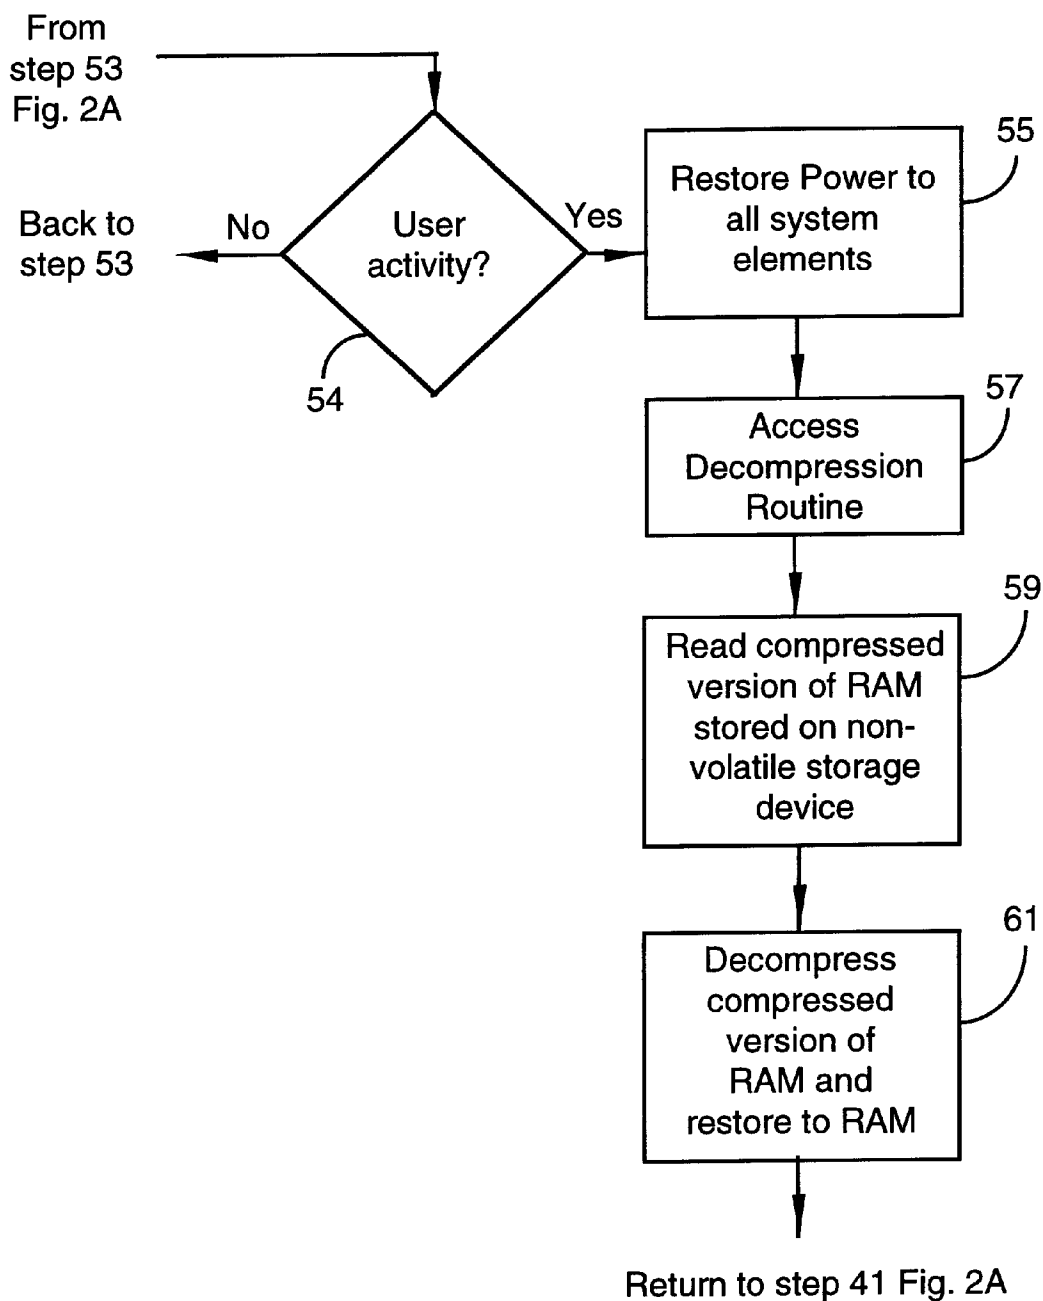 From
step 53
Fig. 2A
Back to
step 53
No
User
activity?
Yes
54
Restore Power to
all system
elements
55
Access
Decompression
Routine
57
Read compressed
version of RAM
stored on non-
volatile storage
device
59
Decompress
compressed
version of
RAM and
restore to RAM
61
Return to step 41 Fig. 2A